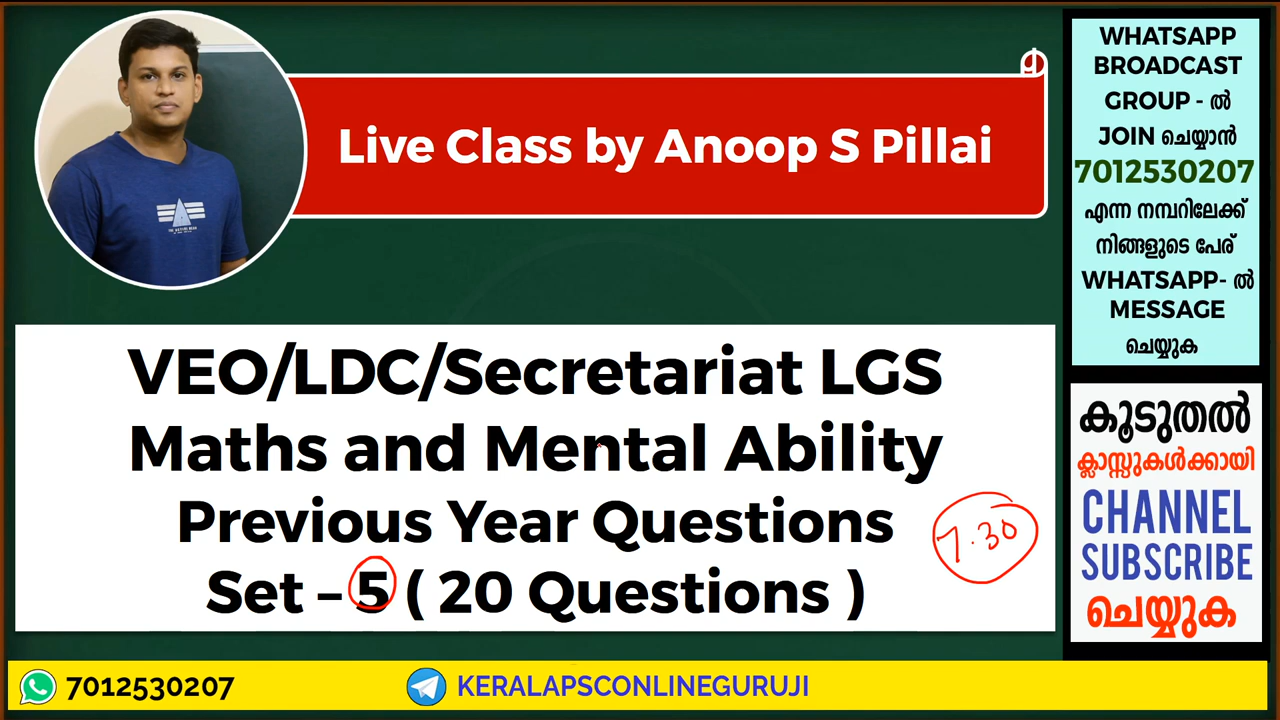 Live Class by Anoop S Pillai
VEO/LDC/Secretariat LGS
Maths and Mental Ability
Previous Year Questions
Set – 5 ( 20 Questions )
7.30
WHATSAPP
BROADCAST
GROUP - ൽ
JOIN ചെയ്യാൻ
7012530207
എന്ന നമ്പറിലേക്ക്
നിങ്ങളുടെ പേര്
WHATSAPP- ൽ
MESSAGE
ചെയ്യുക
കൂടുതൽ
ക്ലാസ്സുകൾക്കായി
CHANNEL
SUBSCRIBE
ചെയ്യുക
7012530207
KERALAPSCONLINEGURUJI